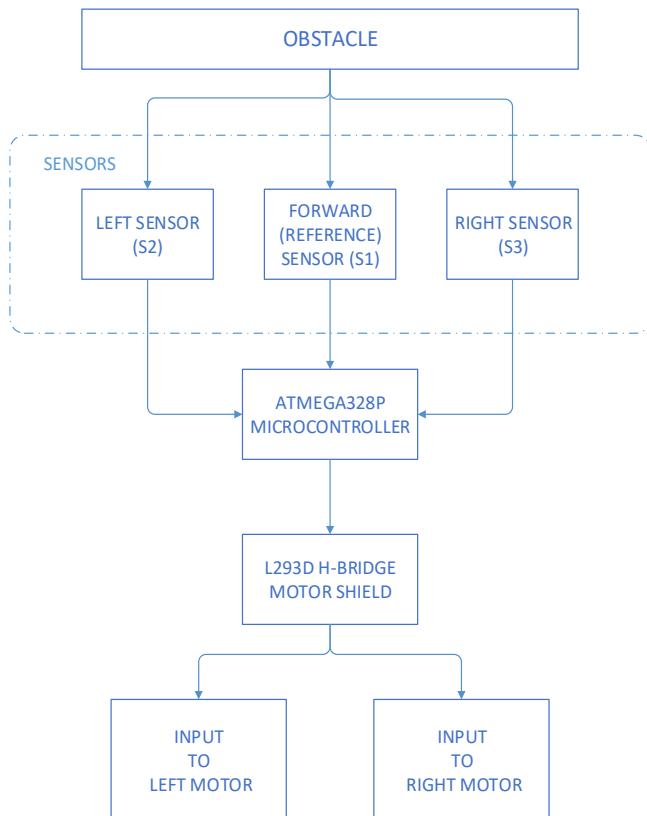 OBSTACLE
SENSORS
LEFT SENSOR
(S2)
FORWARD
(REFERENCE)
SENSOR (S1)
RIGHT SENSOR
(S3)
ATMEGA328P
MICROCONTROLLER
L293D H-BRIDGE
MOTOR SHIELD
INPUT
TO
LEFT MOTOR
INPUT
TO
RIGHT MOTOR